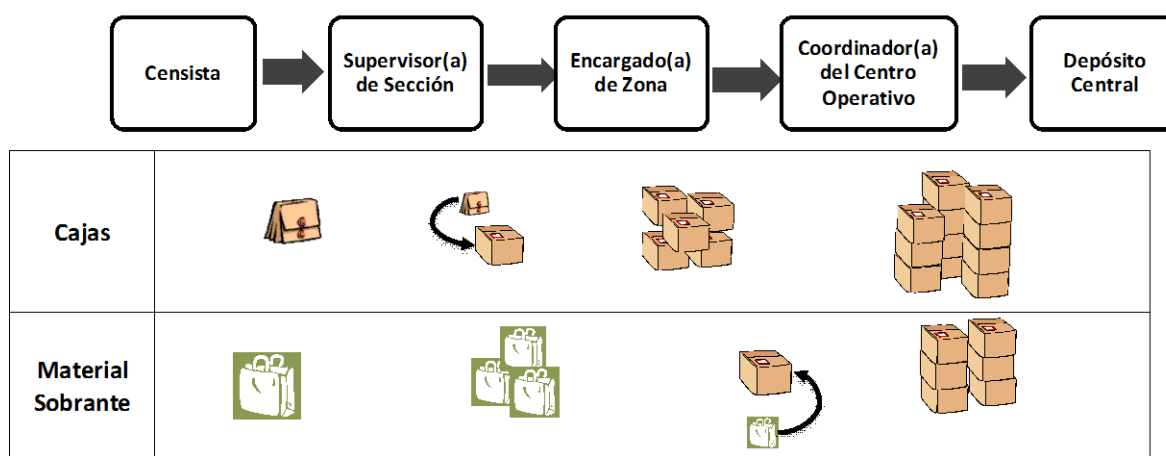 Censista
Supervisor(a)
de Sección
Encargado(a)
de Zona
Coordinador(a)
del Centro
Operativo
Depósito
Central
Cajas
Material
Sobrante